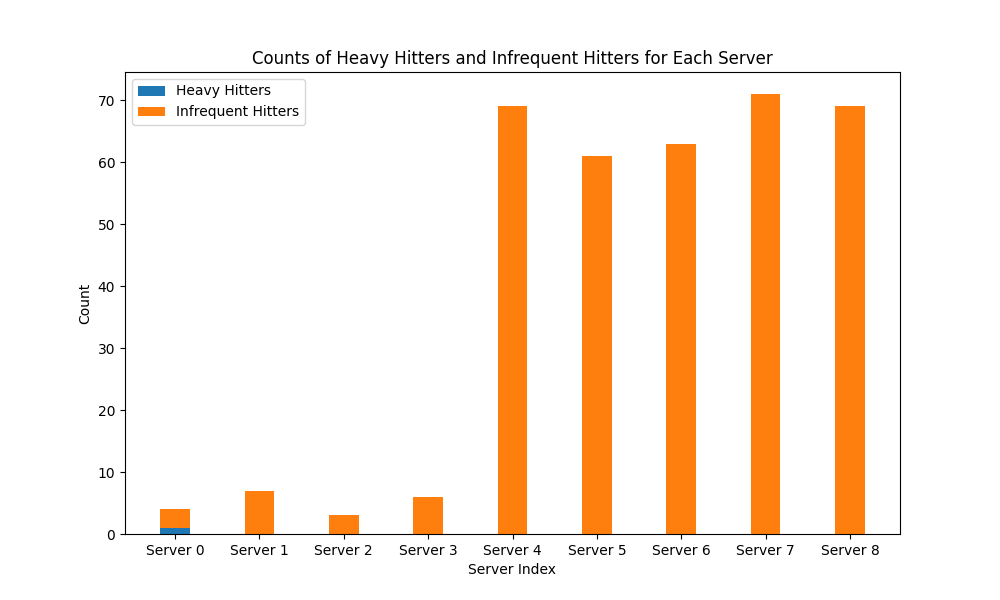 Counts of Heavy Hitters and Infrequent Hitters for Each Server
Heavy Hitters
Infrequent Hitters
70
60
50
40
30
20
10
0
Count
Server 0 Server 1 Server 2 Server 3 Server 4 Server 5 Server 6 Server 7 Server 8
Server Index